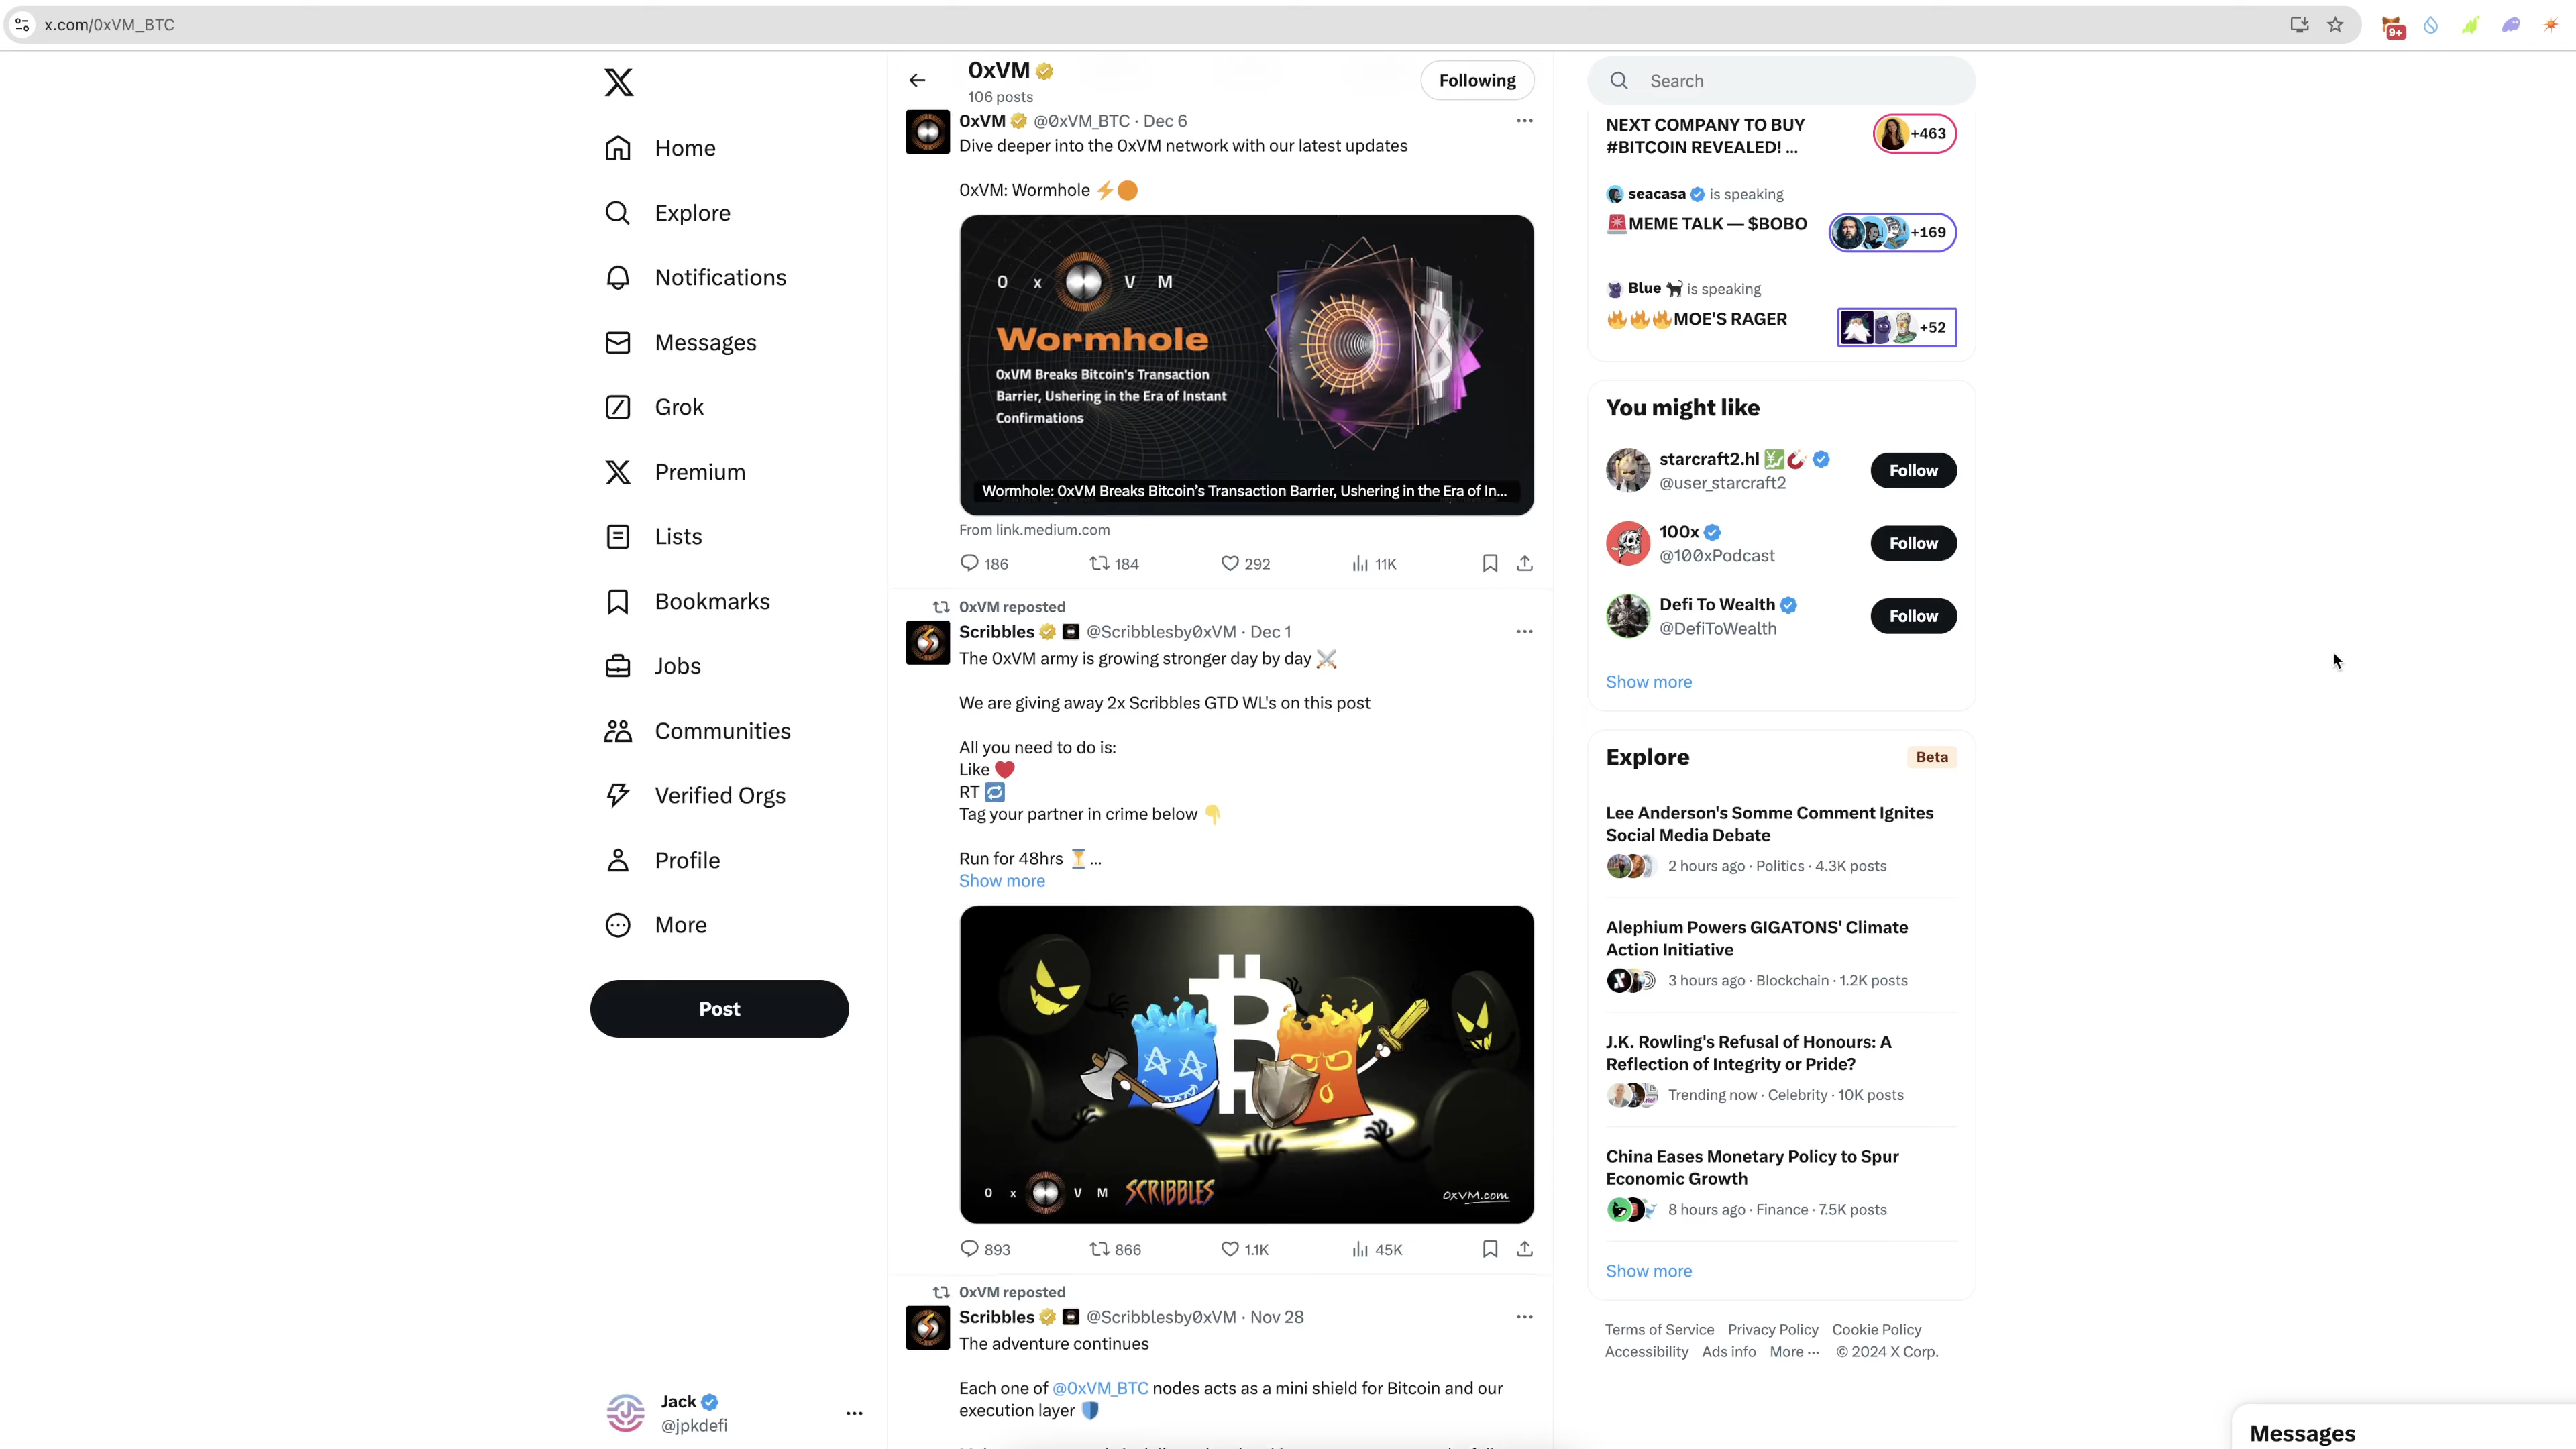 x.com/0xVM_BTC
9+
Home
Explore
Notifications
Messages
Grok
Premium
Lists
Bookmarks
Jobs
Communities
Verified Orgs
Profile
More
Post
Jack
@jpkdefi
0xVM
106 posts
Following
0xVM @0xVM_BTC · Dec 6
Dive deeper into the 0xVM network with our latest updates
0xVM: Wormhole
0 x V M
Wormhole
0xVM Breaks Bitcoin's Transaction
Barrier, Ushering in the Era of Instant
Confirmations
Wormhole: 0xVM Breaks Bitcoin's Transaction Barrier, Ushering in the Era of In...
From link.medium.com
186 184 292 11K
0xVM reposted
Scribbles @Scribblesby0xVM · Dec 1
The 0xVM army is growing stronger day by day
We are giving away 2x Scribbles GTD WL's on this post
All you need to do is:
Like
RT
Tag your partner in crime below
Run for 48hrs ...
Show more
0 x V M SCRIBBLES
0xVM.com
893 866 1.1K 45K
0xVM reposted
Scribbles @Scribblesby0xVM · Nov 28
The adventure continues
Each one of @0xVM_BTC nodes acts as a mini shield for Bitcoin and our
execution layer
Search
NEXT COMPANY TO BUY
#BITCOIN REVEALED! ...
+463
seacasa is speaking
MEME TALK — $BOBO
+169
Blue is speaking
MOE'S RAGER
+52
You might like
starcraft2.hl
@user_starcraft2
Follow
100x
@100xPodcast
Follow
Defi To Wealth
@DefiToWealth
Follow
Show more
Explore
Beta
Lee Anderson's Somme Comment Ignites
Social Media Debate
2 hours ago · Politics · 4.3K posts
Alephium Powers GIGATONS' Climate
Action Initiative
3 hours ago · Blockchain · 1.2K posts
J.K. Rowling's Refusal of Honours: A
Reflection of Integrity or Pride?
Trending now · Celebrity · 10K posts
China Eases Monetary Policy to Spur
Economic Growth
8 hours ago · Finance · 7.5K posts
Show more
Terms of Service Privacy Policy Cookie Policy
Accessibility Ads info More ··· © 2024 X Corp.
Messages